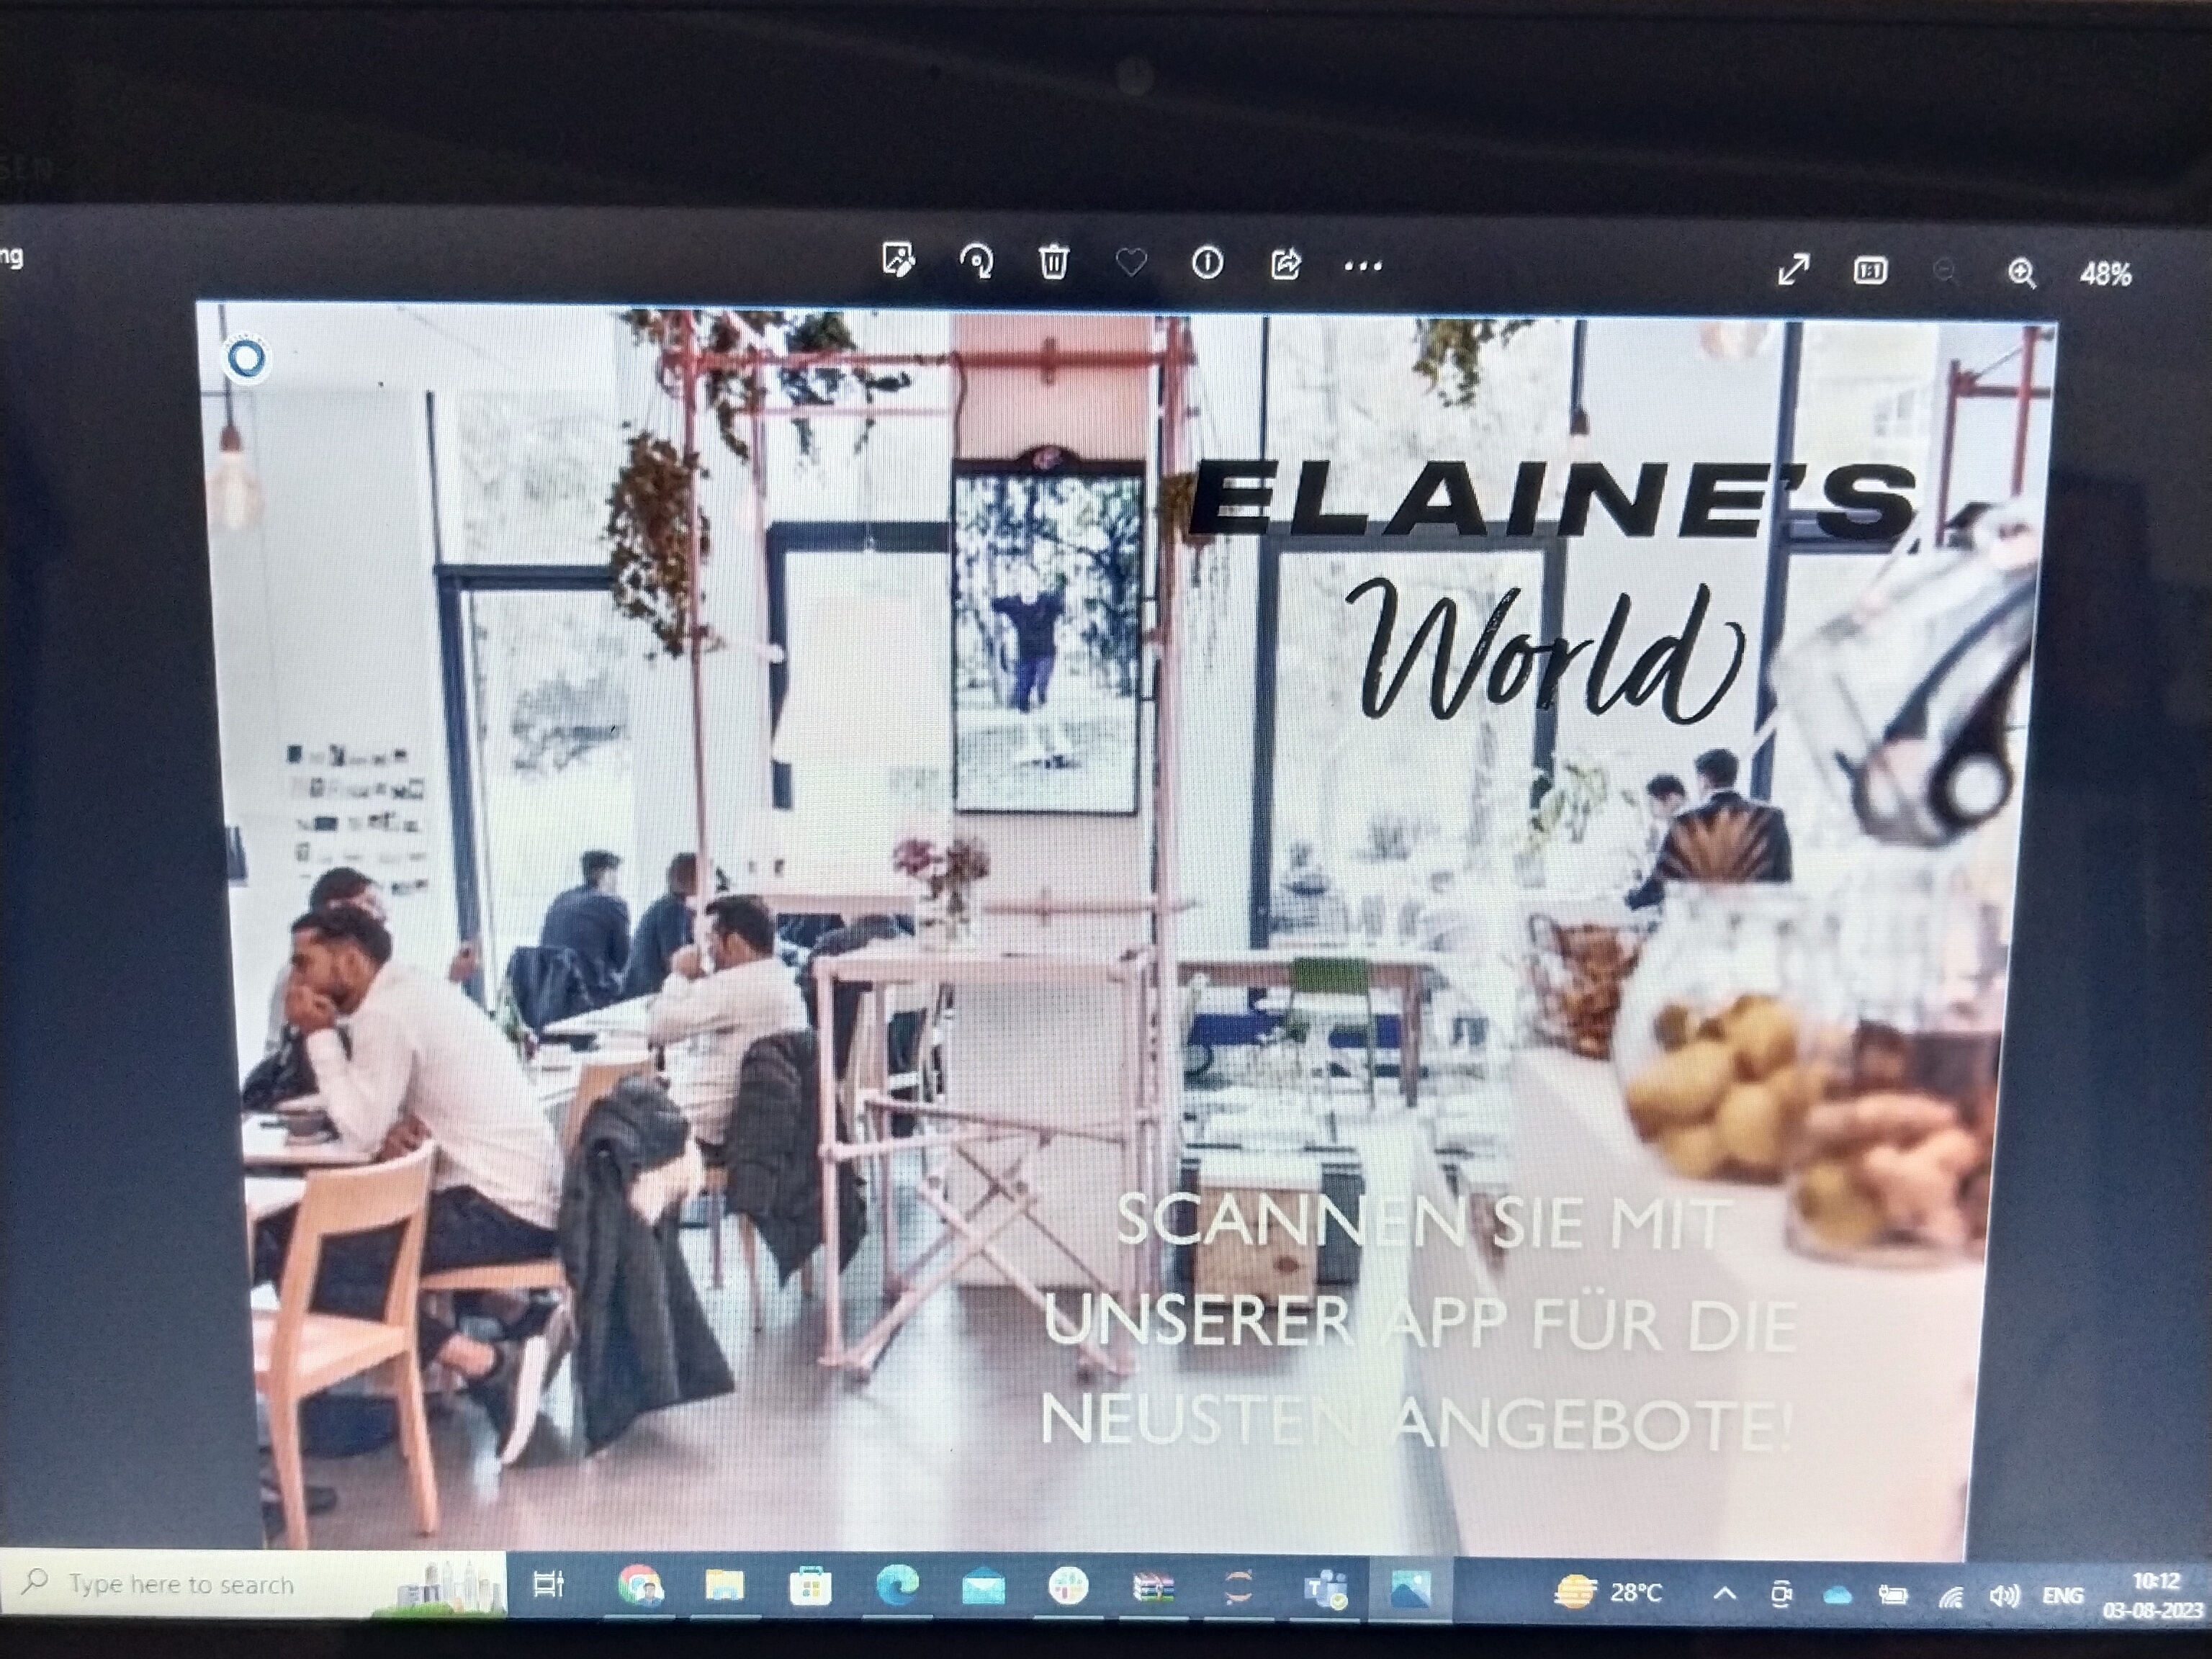 SEN
ng
48%
ELAINE'S
World
SCANNEN SIE MIT
UNSERER APP FÜR DIE
NEUSTEN ANGEBOTE!
Type here to search
28°C
ENG
10:12
03-08-2023